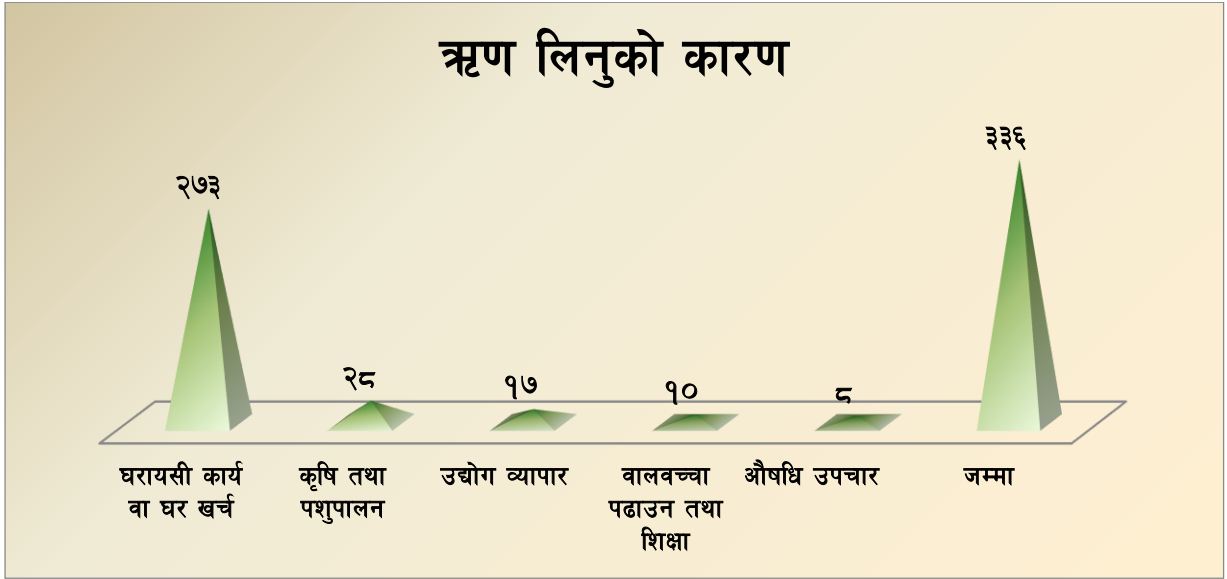 ऋण लिनुको कारण
३३६
२७३
२८
१७
१०
८
घरायसी कार्य
वा घर खर्च
कृषि तथा
पशुपालन
उद्योग व्यापार
वालवच्चा
पढाउन तथा
शिक्षा
औषधि उपचार
जम्मा